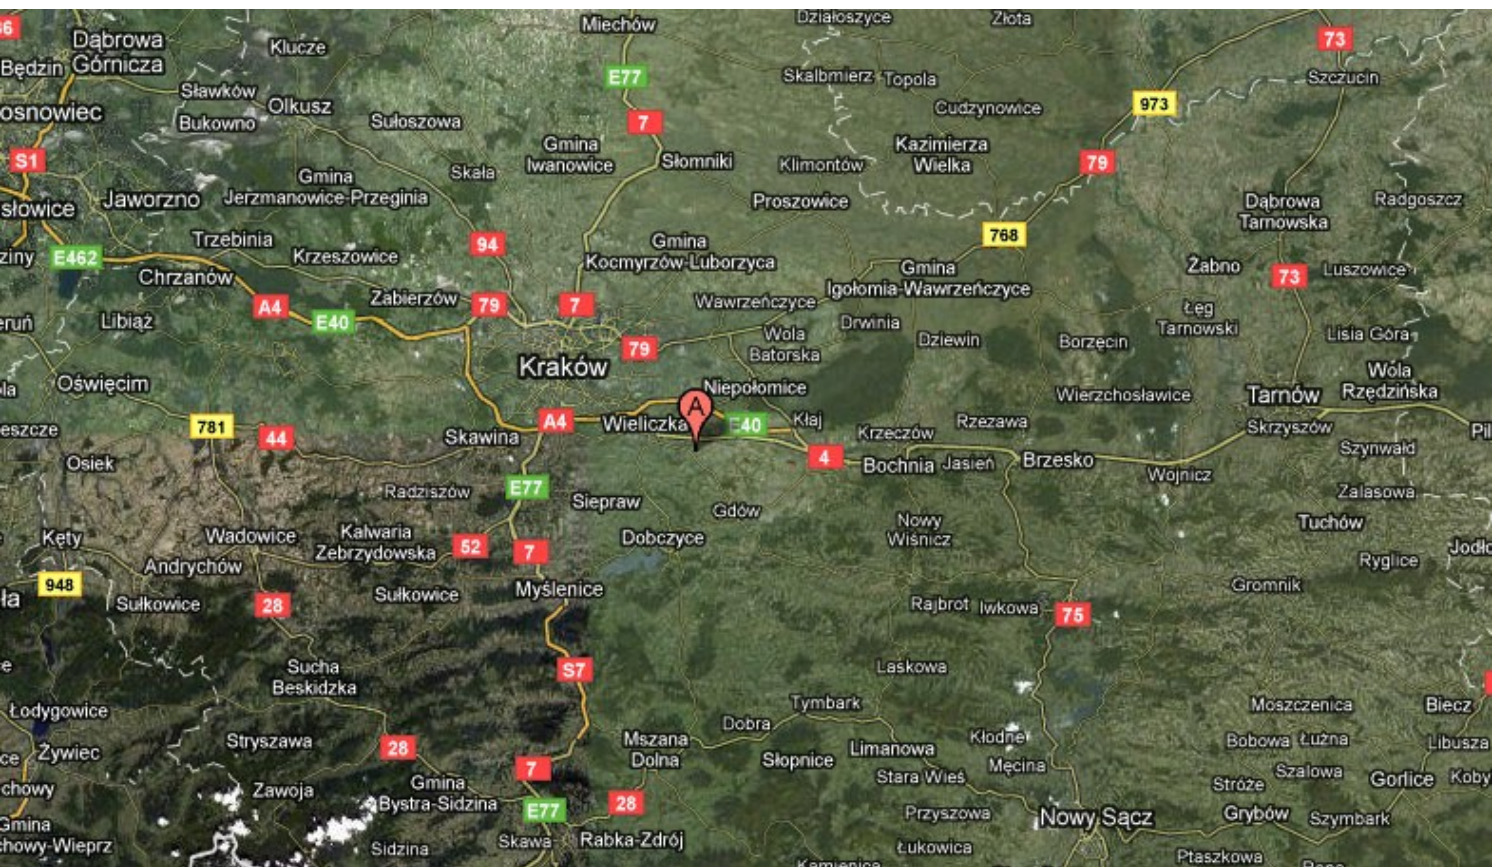 Miechów
Działoszyce
Złota
73
Dąbrowa
Górnicza
Klucze
Będzin
E77
Skalbmierz
Topola
Szczucin
Sławków
Olkusz
973
Bukowno
Sułoszowa
7
Cudzynowice
S1
Gmina
Iwanowice
Słomniki
Klimontów
Kazimierza
Wielka
79
Skała
Jaworzno
Gmina
Jerzmanowice-Przeginia
Proszowice
Dąbrowa
Tarnowska
Radgoszcz
Trzebinia
94
Gmina
Kocmyrzów-Luborzyca
768
E462
Krzeszowice
Chrzanów
Gmina
Igołomia-Wawrzeńczyce
Żabno
73
Luszowice
A4
E40
Zabierzów
79
7
Wawrzeńczyce
Łęg
Tarnowski
Libiąż
79
Wola
Batorska
Drwinia
Dziewin
Borzęcin
Lisia Góra
Kraków
Oświęcim
Niepołomice
Wierzchosławice
Tarnów
Wola
Rzędzińska
781
44
Skawina
A4
Wieliczka
A
E40
Kłaj
Krzeczów
Rzezawa
Skrzyszów
Osiek
4
Bochnia
Jasień
Brzesko
Wojnicz
Szynwałd
Radziszów
E77
Siepraw
Gdów
Zalasowa
Kęty
Wadowice
Kalwaria
Zebrzydowska
52
7
Dobczyce
Nowy
Wiśnicz
Tuchów
Andrychów
Ryglice
948
Sułkowice
28
Sułkowice
Myślenice
Rajbrot
Iwkowa
75
Gromnik
Sucha
Beskidzka
S7
Laskowa
Łodygowice
Tymbark
Moszczenica
Biecz
Żywiec
Stryszawa
28
Mszana
Dolna
Dobra
Słopnice
Limanowa
Kłodne
Męcina
Bobowa
Łużna
Libusza
Zawoja
Gmina
Bystra-Sidzina
7
Stara Wieś
Stróże
Szalowa
Gorlice
E77
28
Przyszowa
Nowy Sącz
Grybów
Szymbark
Sidzina
Skawa
Rabka-Zdrój
Łukowica
Ptaszkowa
Kamienica